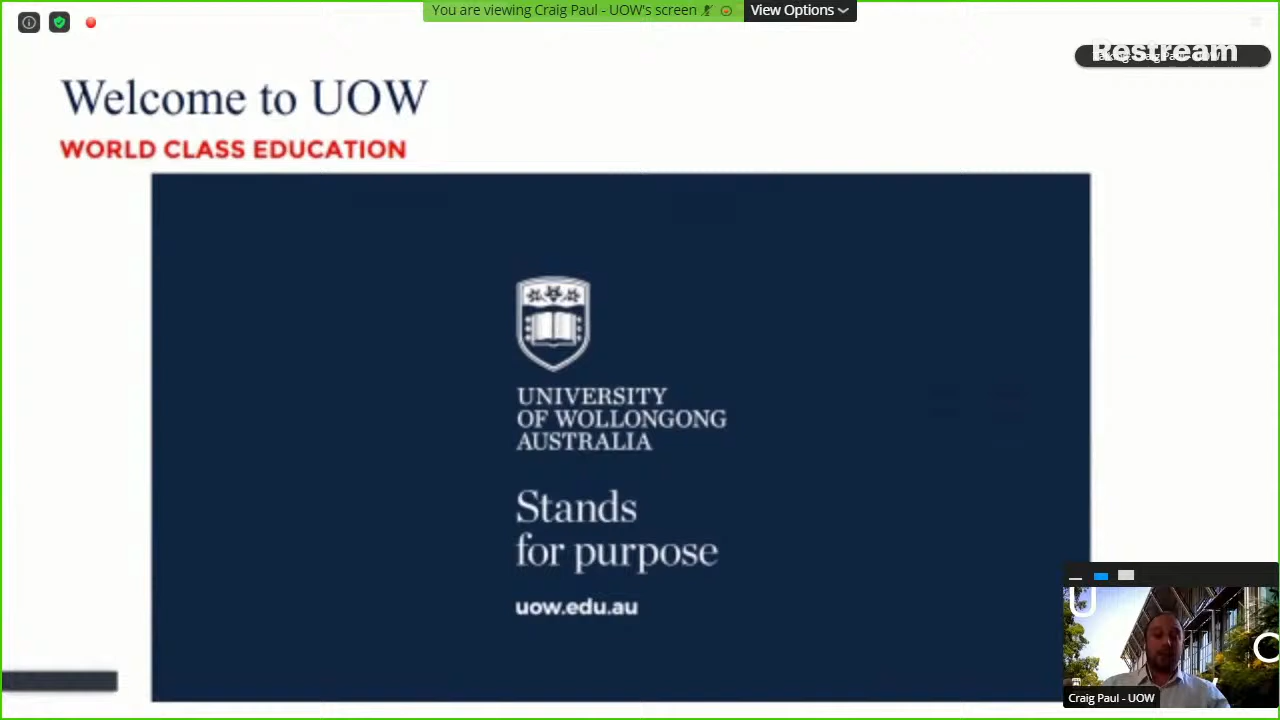 You are viewing Craig Paul - UOW's screen
View Options
Restream
Welcome to UOW
WORLD CLASS EDUCATION
UNIVERSITY
OF WOLLONGONG
AUSTRALIA
Stands
for purpose
uow.edu.au
U
O
Craig Paul - UOW